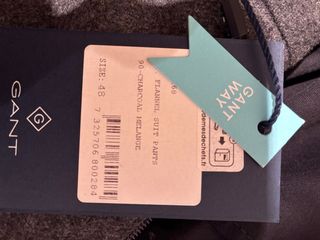 GANT
FLANNEL SUIT PANTS
90-CHARCOAL MELANGE
SIZE: 48
7 325706 800284
GANT
WAY